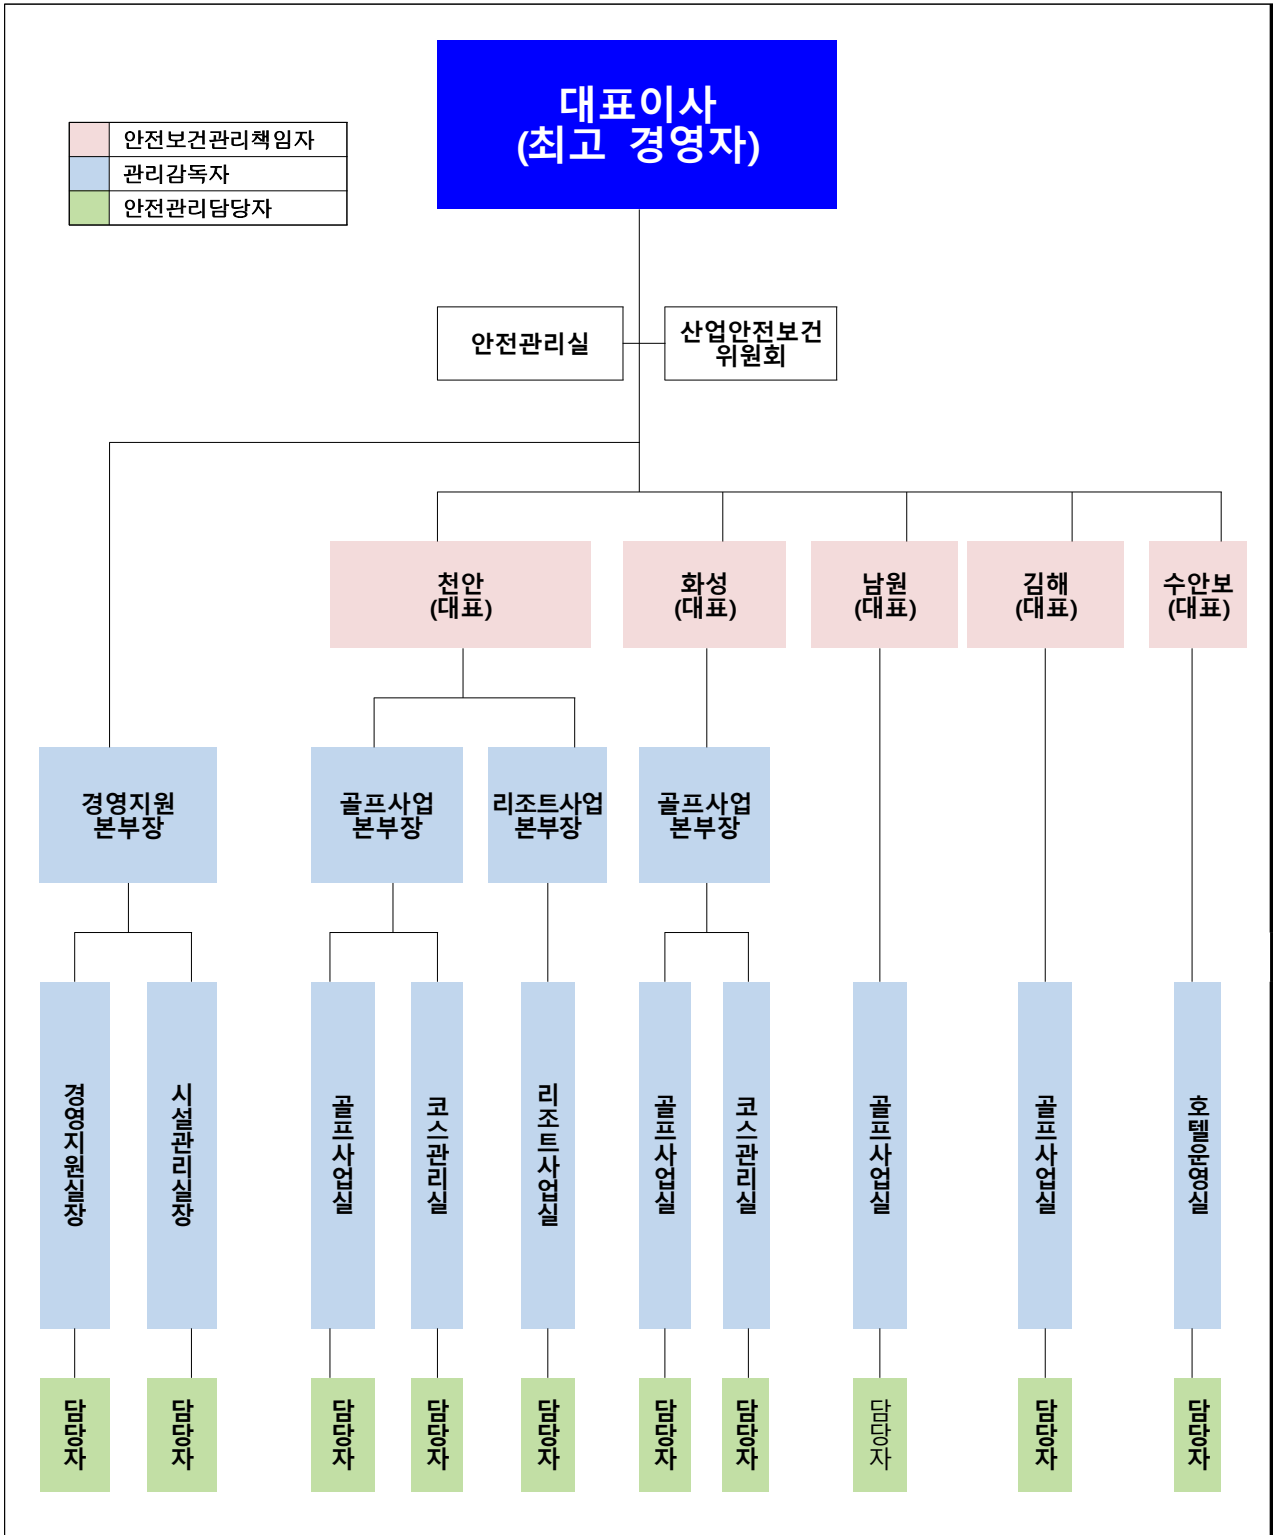 대표이사
(최고 경영자)
안전보건관리책임자
관리감독자
안전관리담당자
안전관리실
산업안전보건
위원회
천안
(대표)
화성
(대표)
남원
(대표)
김해
(대표)
수안보
(대표)
경영지원
본부장
골프사업
본부장
리조트사업
본부장
골프사업
본부장
경영지원실장
시설관리실장
골프사업실
코스관리실
리조트사업실
골프사업실
코스관리실
골프사업실
골프사업실
호텔운영실
담당자
담당자
담당자
담당자
담당자
담당자
담당자
담당자
담당자
담당자